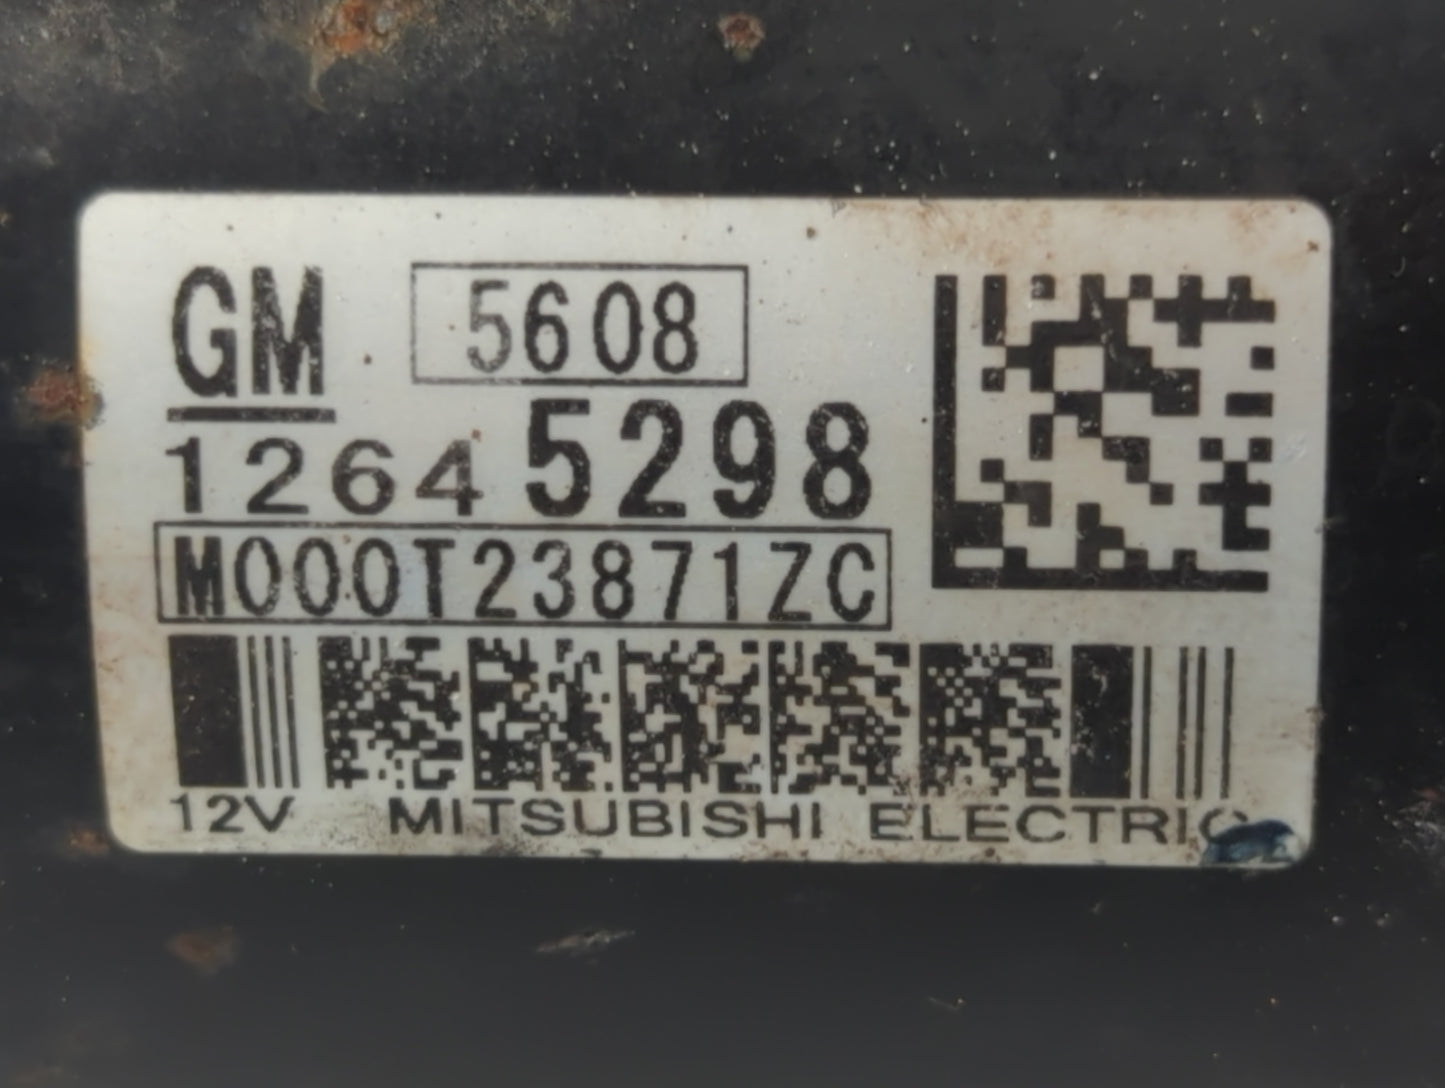 GM 5608
12645298
M000T23871ZC
12V MITSUBISHI ELECTRIC